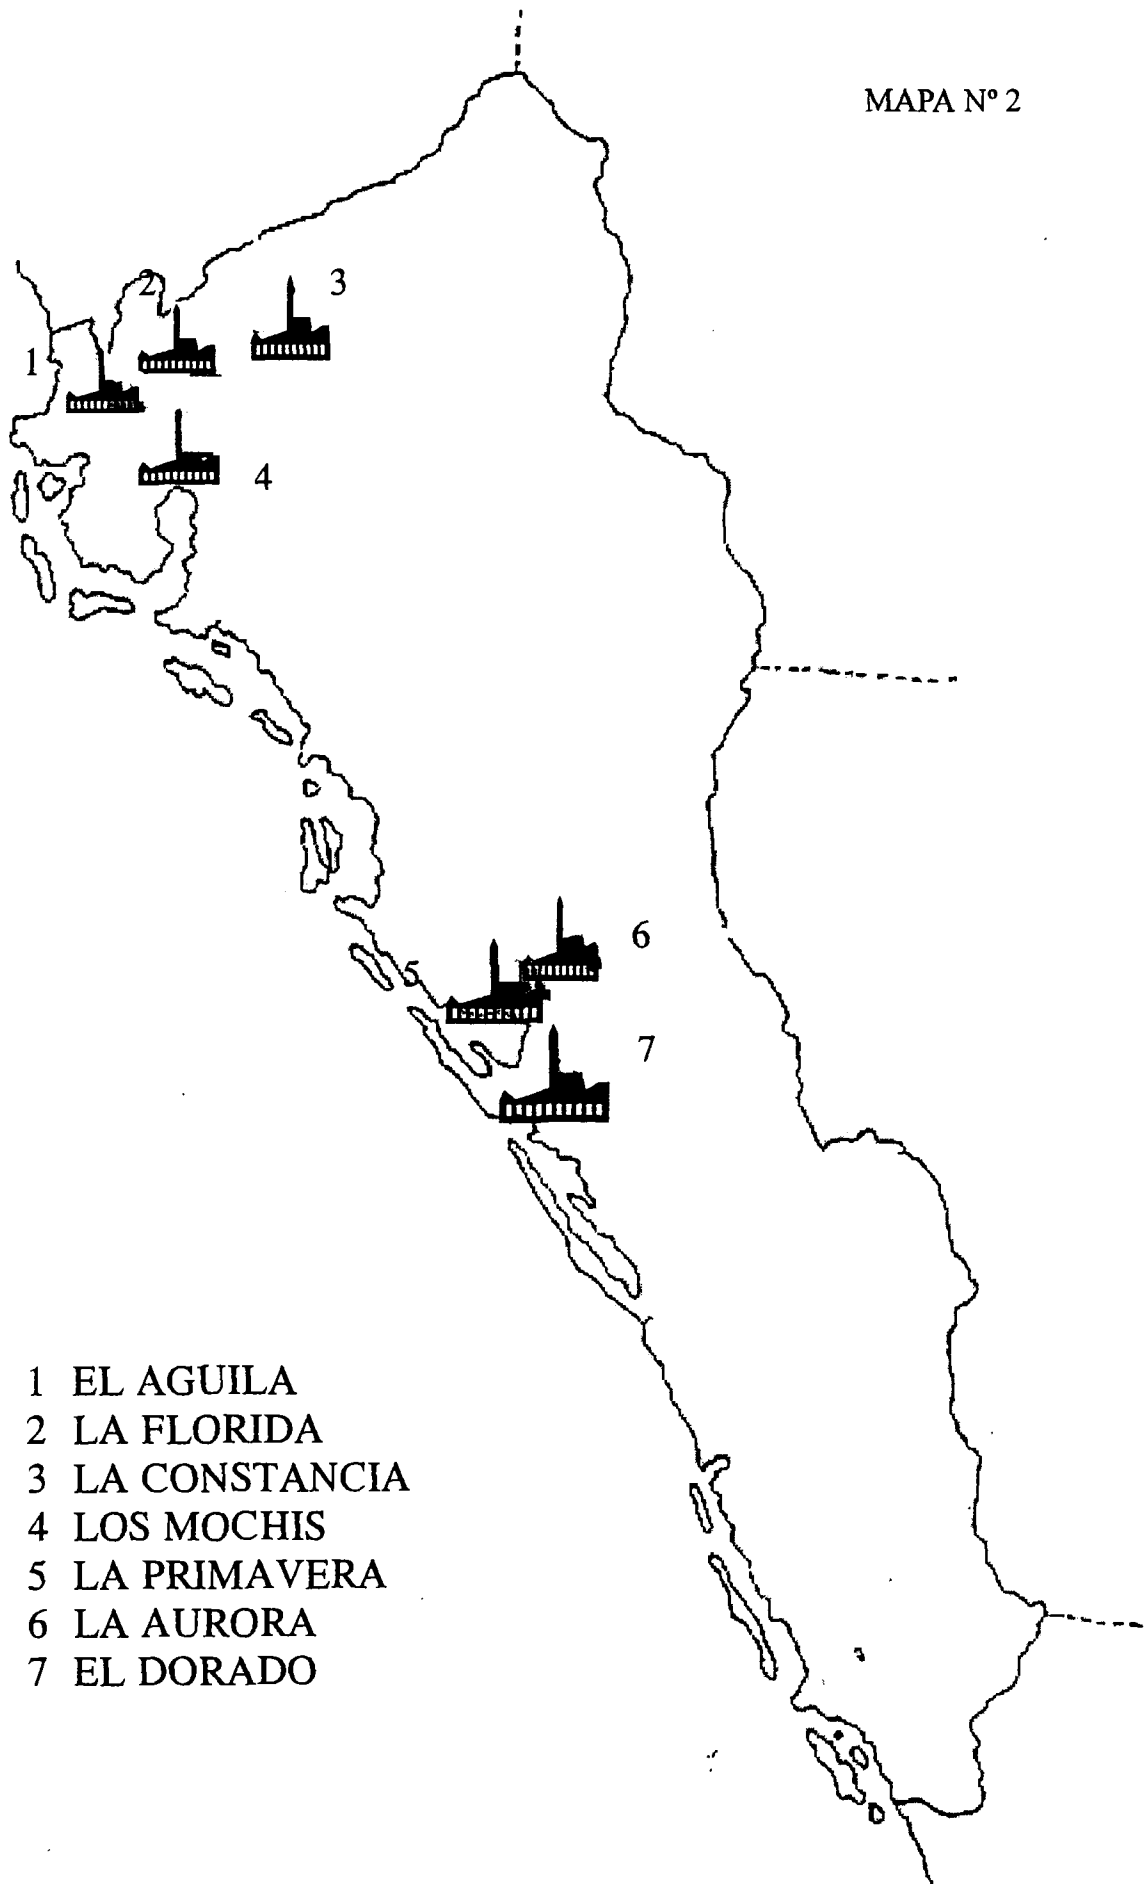 MAPA Nº 2
2
3
1
4
6
5
7
1 EL AGUILA
2 LA FLORIDA
3 LA CONSTANCIA
4 LOS MOCHIS
5 LA PRIMAVERA
6 LA AURORA
7 EL DORADO